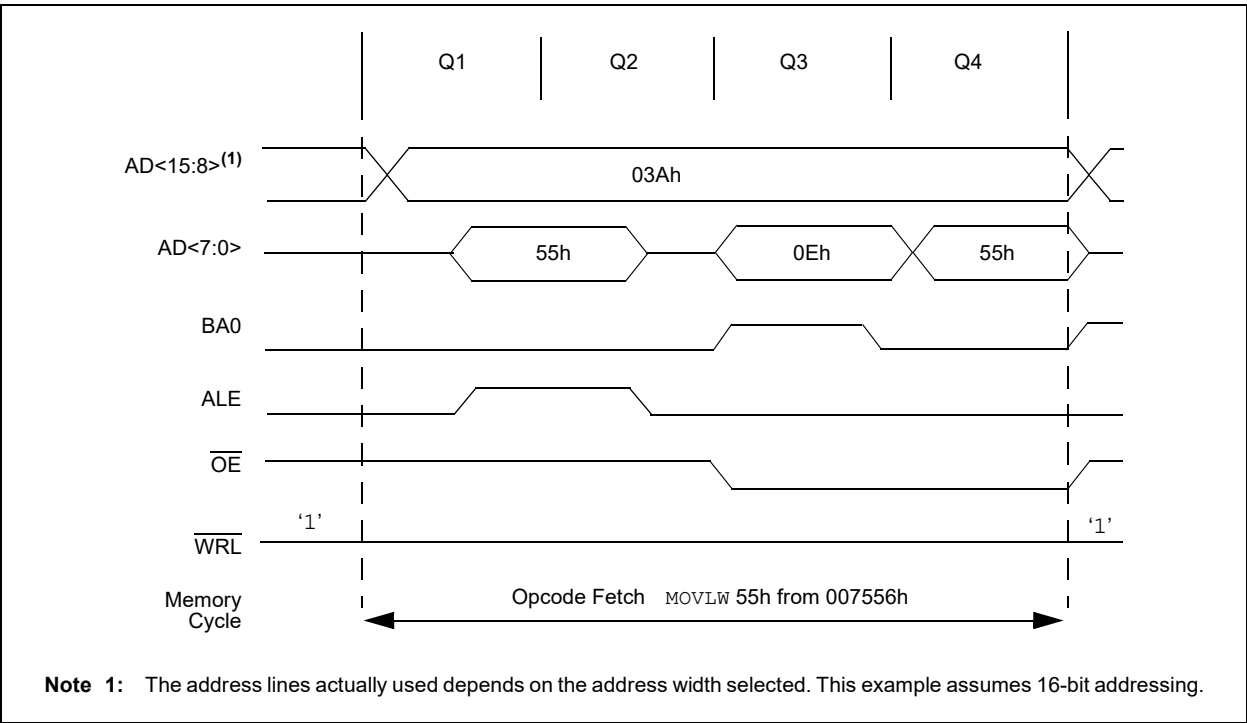 Q1 Q2 Q3 Q4
AD<15:8>(1)
03Ah
AD<7:0>
55h 0Eh 55h
BA0
ALE
OE
'1' '1'
WRL
Memory
Cycle
Opcode Fetch MOVLW 55h from 007556h
Note 1: The address lines actually used depends on the address width selected. This example assumes 16-bit addressing.